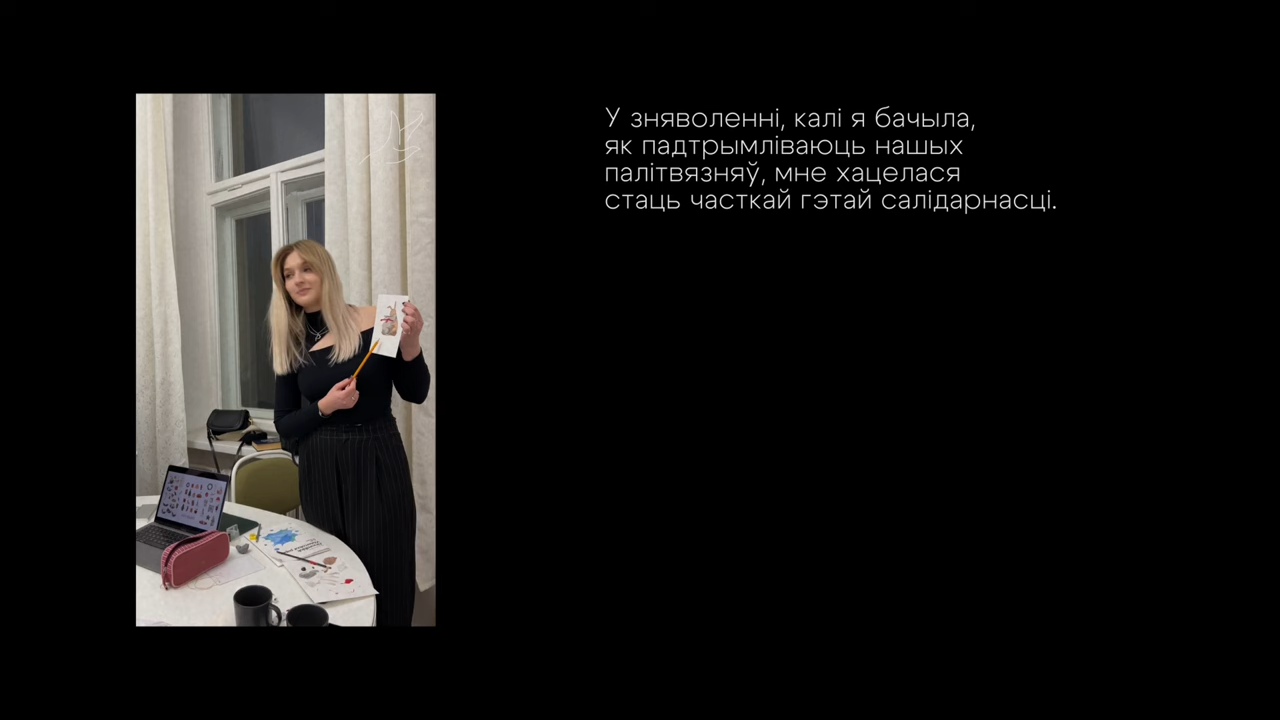 У зняволенні, калі я бачыла,
як падтрымліваюць нашых
палітвязняў, мне хацелася
стаць часткай гэтай салідарнасці.